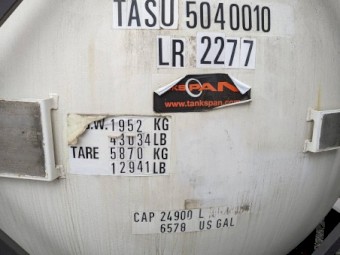 TASU 5040010
LR 2277
KSPAN
www.tankspan.com
.W. 1952 KG
43034 LB
TARE 5870 KG
12941 LB
CAP 24900 L
6578 US GAL